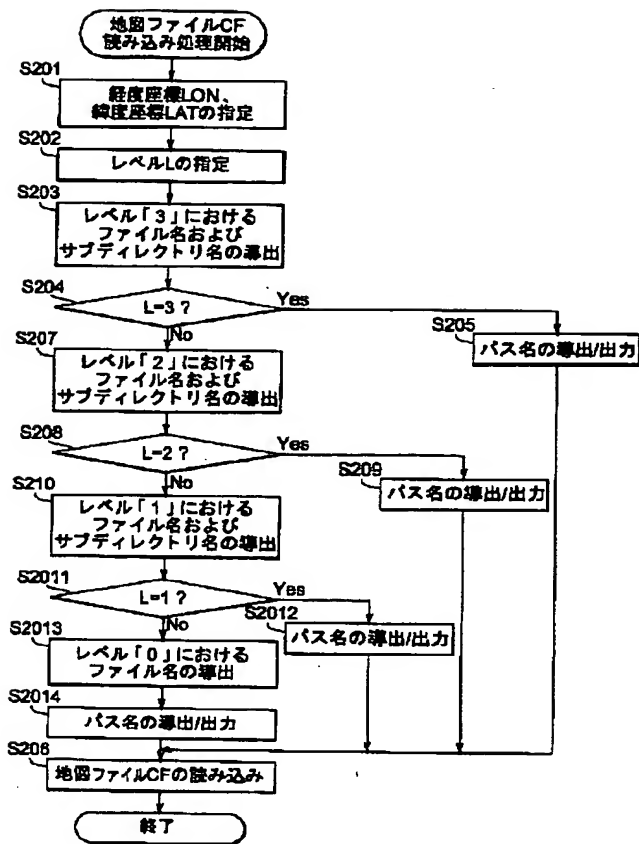 地図ファイルCF
読み込み処理開始
S201
経度座標LON、
緯度座標LATの指定
S202
レベルLの指定
S203
レベル「3」における
ファイル名および
サブディレクトリ名の導出
S204
L=3?
Yes
No
S205
パス名の導出/出力
S207
レベル「2」における
ファイル名および
サブディレクトリ名の導出
S208
L=2?
Yes
No
S209
パス名の導出/出力
S210
レベル「1」における
ファイル名および
サブディレクトリ名の導出
S2011
L=1?
Yes
No
S2012
パス名の導出/出力
S2013
レベル「0」における
ファイル名の導出
S2014
パス名の導出/出力
S206
地図ファイルCFの読み込み
終了